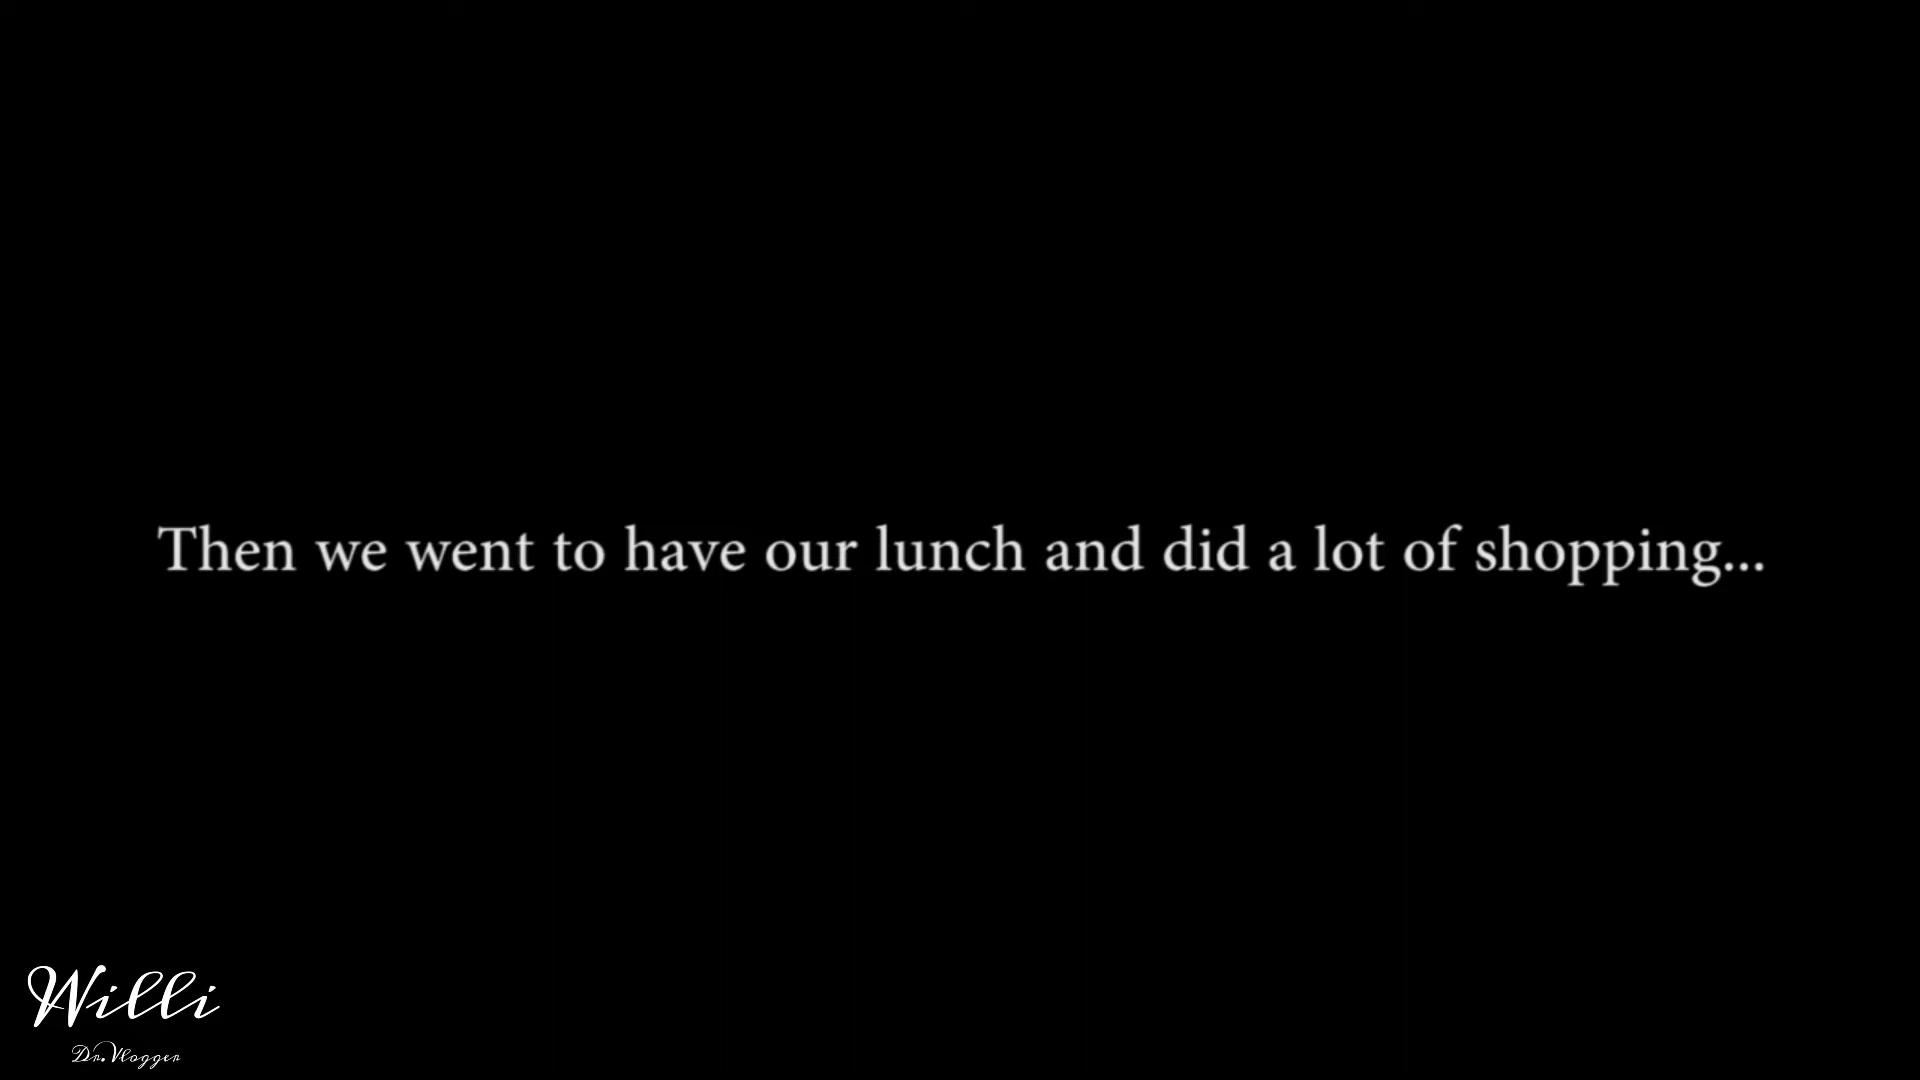 Then we went to have our lunch and did a lot of shopping...
Willi
Dr.Vlogger